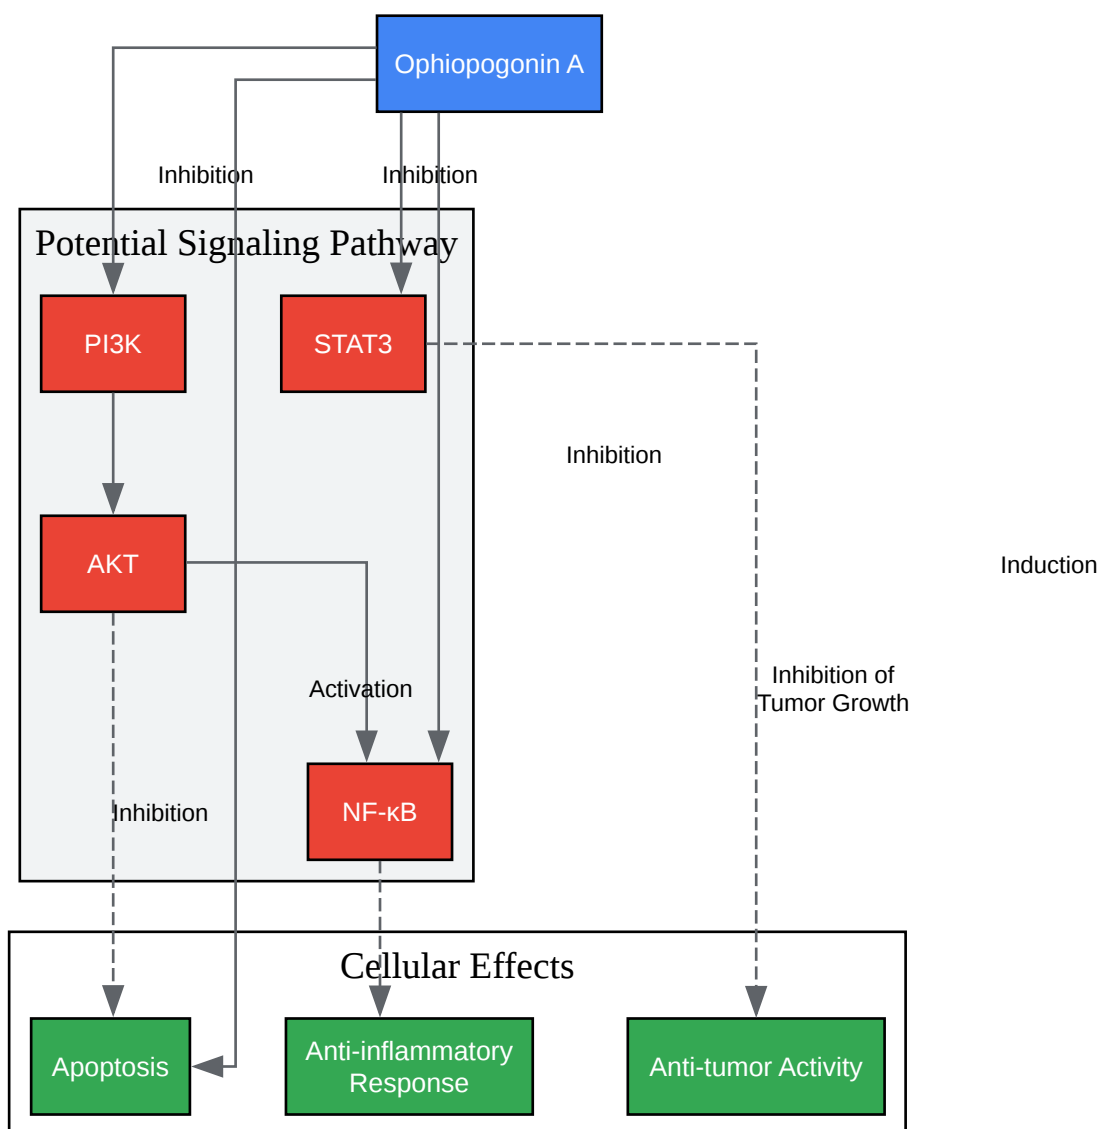 Ophiopogonin A
Inhibition
Inhibition
Potential Signaling Pathway
PI3K
STAT3
Inhibition
AKT
Induction
Inhibition of
Tumor Growth
Activation
Inhibition
NF-κB
Cellular Effects
Apoptosis
Anti-inflammatory
Response
Anti-tumor Activity